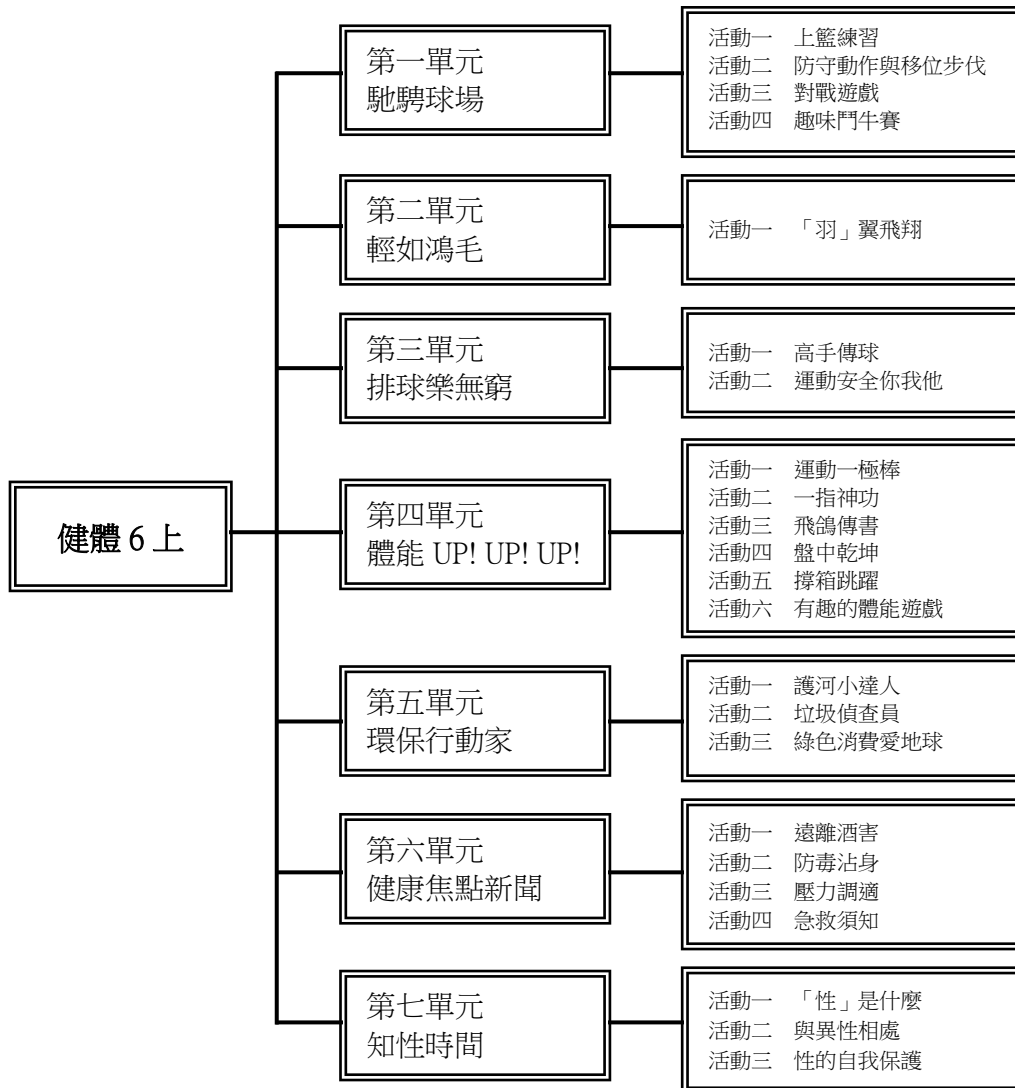 健體 6 上
第一單元
馳騁球場
活動一　上籃練習
活動二　防守動作與移位步伐
活動三　對戰遊戲
活動四　趣味鬥牛賽
第二單元
輕如鴻毛
活動一　「羽」翼飛翔
第三單元
排球樂無窮
活動一　高手傳球
活動二　運動安全你我他
第四單元
體能 UP! UP! UP!
活動一　運動一極棒
活動二　一指神功
活動三　飛鴿傳書
活動四　盤中乾坤
活動五　撐箱跳躍
活動六　有趣的體能遊戲
第五單元
環保行動家
活動一　護河小達人
活動二　垃圾偵查員
活動三　綠色消費愛地球
第六單元
健康焦點新聞
活動一　遠離酒害
活動二　防毒沾身
活動三　壓力調適
活動四　急救須知
第七單元
知性時間
活動一　「性」是什麼
活動二　與異性相處
活動三　性的自我保護